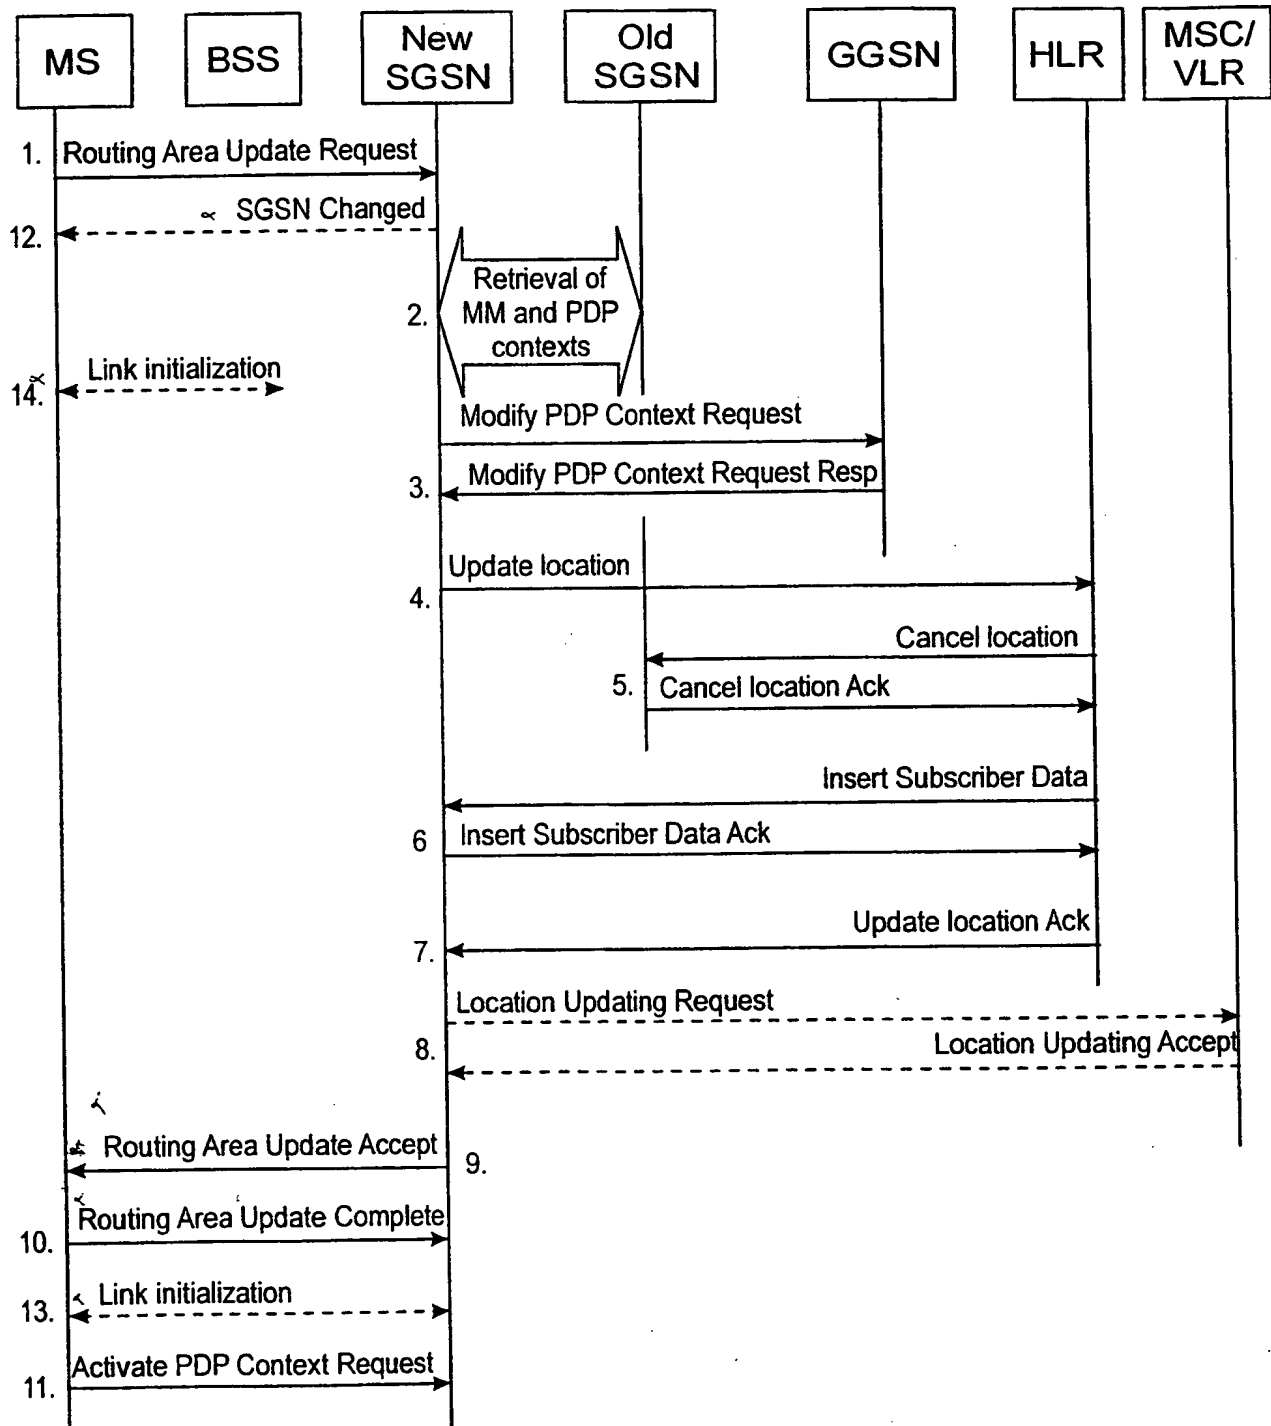 MS
BSS
New
SGSN
Old
SGSN
GGSN
HLR
MSC/
VLR
1. Routing Area Update Request
SGSN Changed
12.
Retrieval of
2. MM and PDP
contexts
Link initialization
14.
Modify PDP Context Request
Modify PDP Context Request Resp
3.
Update location
4.
Cancel location
5. Cancel location Ack
Insert Subscriber Data
6 Insert Subscriber Data Ack
Update location Ack
7.
Location Updating Request
8. Location Updating Accept
Routing Area Update Accept 9.
Routing Area Update Complete
10.
Link initialization
13.
Activate PDP Context Request
11.